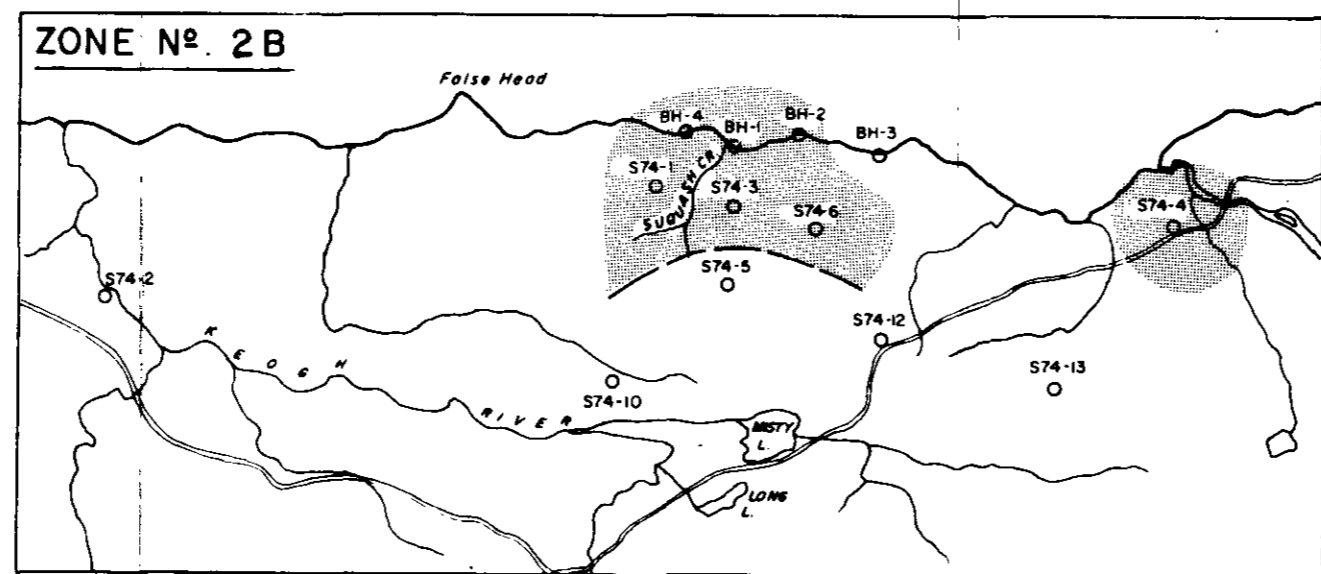 ZONE Nº. 2B
False Head
BH-4
BH-1
BH-2
BH-3
S74-1
SUQUASH CR.
S74-3
S74-6
S74-4
S74-5
S74-2
S74-12
KEOGH RIVER
S74-10
S74-13
MISTY
L.
LONG
L.